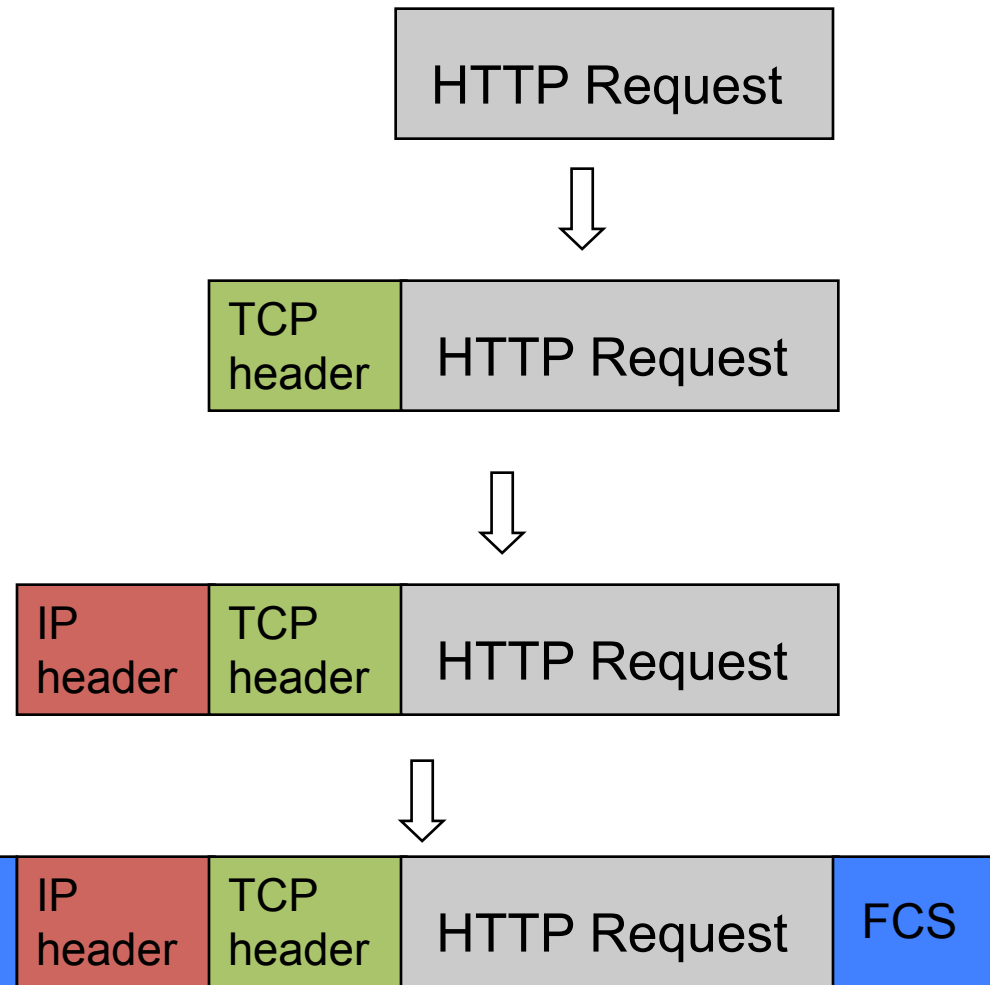 HTTP Request
TCP
header
HTTP Request
IP
header
TCP
header
HTTP Request
IP
header
TCP
header
HTTP Request
FCS